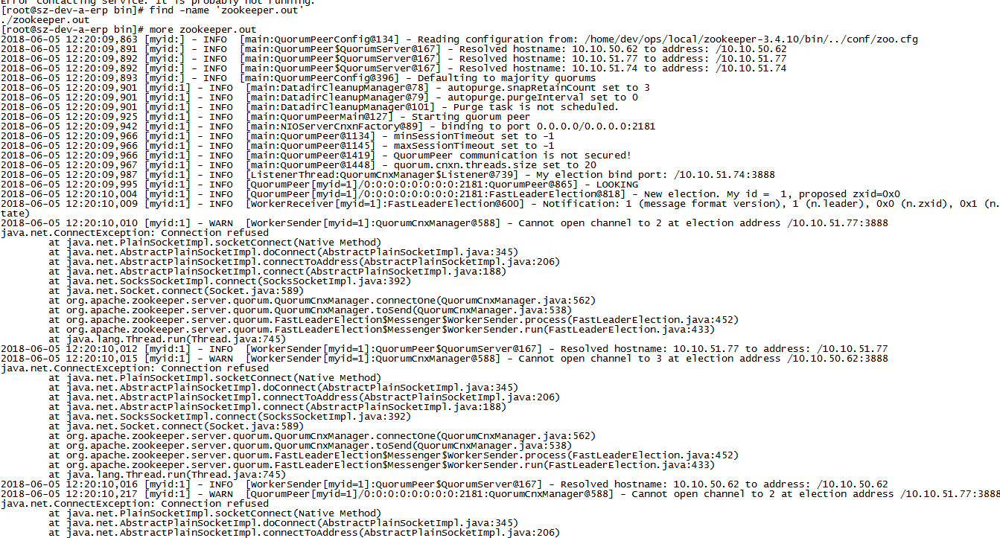 Error contacting service. It is probably not running.
[root@sz-dev-a-erp bin]# find -name 'zookeeper.out'
./zookeeper.out
[root@sz-dev-a-erp bin]# more zookeeper.out
2018-06-05 12:20:09,863 [myid:] - INFO  [main:QuorumPeerConfig@134] - Reading configuration from: /home/dev/ops/local/zookeeper-3.4.10/bin/../conf/zoo.cfg
2018-06-05 12:20:09,891 [myid:] - INFO  [main:QuorumPeer$QuorumServer@167] - Resolved hostname: 10.10.50.62 to address: /10.10.50.62
2018-06-05 12:20:09,892 [myid:] - INFO  [main:QuorumPeer$QuorumServer@167] - Resolved hostname: 10.10.51.77 to address: /10.10.51.77
2018-06-05 12:20:09,892 [myid:] - INFO  [main:QuorumPeer$QuorumServer@167] - Resolved hostname: 10.10.51.74 to address: /10.10.51.74
2018-06-05 12:20:09,893 [myid:] - INFO  [main:QuorumPeerConfig@396] - Defaulting to majority quorums
2018-06-05 12:20:09,901 [myid:1] - INFO  [main:DatadirCleanupManager@78] - autopurge.snapRetainCount set to 3
2018-06-05 12:20:09,901 [myid:1] - INFO  [main:DatadirCleanupManager@79] - autopurge.purgeInterval set to 0
2018-06-05 12:20:09,901 [myid:1] - INFO  [main:DatadirCleanupManager@101] - Purge task is not scheduled.
2018-06-05 12:20:09,925 [myid:1] - INFO  [main:QuorumPeerMain@127] - Starting quorum peer
2018-06-05 12:20:09,942 [myid:1] - INFO  [main:NIOServerCnxnFactory@89] - binding to port 0.0.0.0/0.0.0.0:2181
2018-06-05 12:20:09,966 [myid:1] - INFO  [main:QuorumPeer@1134] - minSessionTimeout set to -1
2018-06-05 12:20:09,966 [myid:1] - INFO  [main:QuorumPeer@1145] - maxSessionTimeout set to -1
2018-06-05 12:20:09,966 [myid:1] - INFO  [main:QuorumPeer@1419] - QuorumPeer communication is not secured!
2018-06-05 12:20:09,967 [myid:1] - INFO  [main:QuorumPeer@1448] - quorum.cnxn.threads.size set to 20
2018-06-05 12:20:09,987 [myid:1] - INFO  [ListenerThread:QuorumCnxManager$Listener@739] - My election bind port: /10.10.51.74:3888
2018-06-05 12:20:09,995 [myid:1] - INFO  [QuorumPeer[myid=1]/0:0:0:0:0:0:0:0:2181:QuorumPeer@865] - LOOKING
2018-06-05 12:20:10,004 [myid:1] - INFO  [QuorumPeer[myid=1]/0:0:0:0:0:0:0:0:2181:FastLeaderElection@818] - New election. My id =  1, proposed zxid=0x0
2018-06-05 12:20:10,009 [myid:1] - INFO  [WorkerReceiver[myid=1]:FastLeaderElection@600] - Notification: 1 (message format version), 1 (n.leader), 0x0 (n.zxid), 0x1 (n.
tate)
2018-06-05 12:20:10,010 [myid:1] - WARN  [WorkerSender[myid=1]:QuorumCnxManager@588] - Cannot open channel to 2 at election address /10.10.51.77:3888
java.net.ConnectException: Connection refused
at java.net.PlainSocketImpl.socketConnect(Native Method)
at java.net.AbstractPlainSocketImpl.doConnect(AbstractPlainSocketImpl.java:345)
at java.net.AbstractPlainSocketImpl.connectToAddress(AbstractPlainSocketImpl.java:206)
at java.net.AbstractPlainSocketImpl.connect(AbstractPlainSocketImpl.java:188)
at java.net.SocksSocketImpl.connect(SocksSocketImpl.java:392)
at java.net.Socket.connect(Socket.java:589)
at org.apache.zookeeper.server.quorum.QuorumCnxManager.connectOne(QuorumCnxManager.java:562)
at org.apache.zookeeper.server.quorum.QuorumCnxManager.toSend(QuorumCnxManager.java:538)
at org.apache.zookeeper.server.quorum.FastLeaderElection$Messenger$WorkerSender.process(FastLeaderElection.java:452)
at org.apache.zookeeper.server.quorum.FastLeaderElection$Messenger$WorkerSender.run(FastLeaderElection.java:433)
at java.lang.Thread.run(Thread.java:745)
2018-06-05 12:20:10,012 [myid:1] - INFO  [WorkerSender[myid=1]:QuorumPeer$QuorumServer@167] - Resolved hostname: 10.10.51.77 to address: /10.10.51.77
2018-06-05 12:20:10,015 [myid:1] - WARN  [WorkerSender[myid=1]:QuorumCnxManager@588] - Cannot open channel to 3 at election address /10.10.50.62:3888
java.net.ConnectException: Connection refused
at java.net.PlainSocketImpl.socketConnect(Native Method)
at java.net.AbstractPlainSocketImpl.doConnect(AbstractPlainSocketImpl.java:345)
at java.net.AbstractPlainSocketImpl.connectToAddress(AbstractPlainSocketImpl.java:206)
at java.net.AbstractPlainSocketImpl.connect(AbstractPlainSocketImpl.java:188)
at java.net.SocksSocketImpl.connect(SocksSocketImpl.java:392)
at java.net.Socket.connect(Socket.java:589)
at org.apache.zookeeper.server.quorum.QuorumCnxManager.connectOne(QuorumCnxManager.java:562)
at org.apache.zookeeper.server.quorum.QuorumCnxManager.toSend(QuorumCnxManager.java:538)
at org.apache.zookeeper.server.quorum.FastLeaderElection$Messenger$WorkerSender.process(FastLeaderElection.java:452)
at org.apache.zookeeper.server.quorum.FastLeaderElection$Messenger$WorkerSender.run(FastLeaderElection.java:433)
at java.lang.Thread.run(Thread.java:745)
2018-06-05 12:20:10,016 [myid:1] - INFO  [WorkerSender[myid=1]:QuorumPeer$QuorumServer@167] - Resolved hostname: 10.10.50.62 to address: /10.10.50.62
2018-06-05 12:20:10,217 [myid:1] - WARN  [QuorumPeer[myid=1]/0:0:0:0:0:0:0:0:2181:QuorumCnxManager@588] - Cannot open channel to 2 at election address /10.10.51.77:3888
java.net.ConnectException: Connection refused
at java.net.PlainSocketImpl.socketConnect(Native Method)
at java.net.AbstractPlainSocketImpl.doConnect(AbstractPlainSocketImpl.java:345)
at java.net.AbstractPlainSocketImpl.connectToAddress(AbstractPlainSocketImpl.java:206)